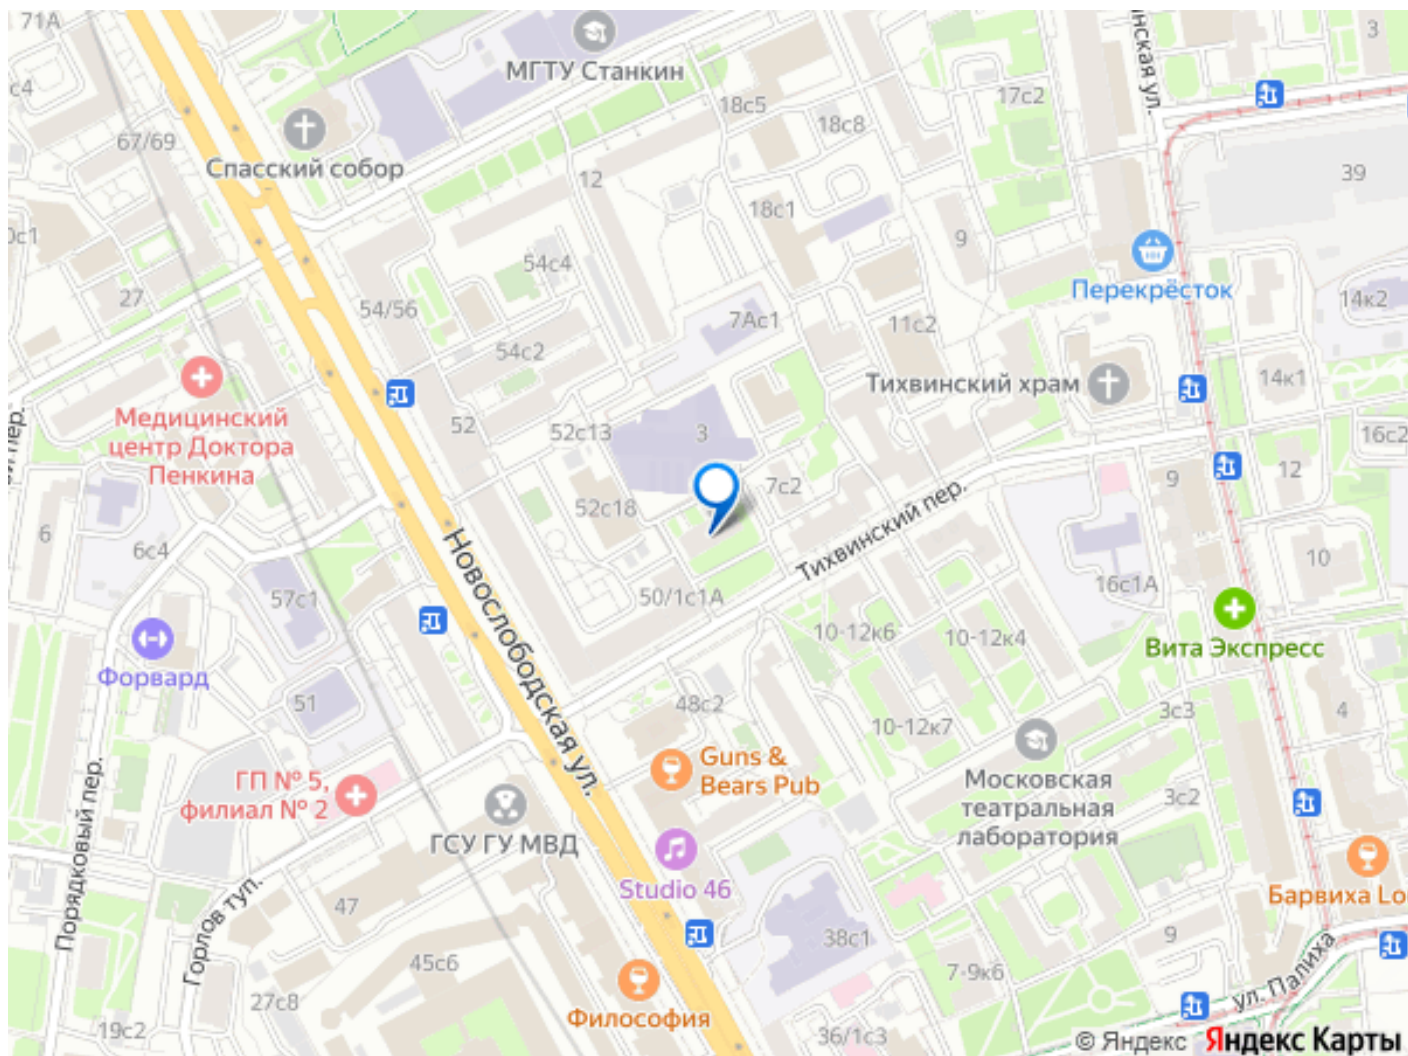 71А
с4
67/69
МГТУ Станкин
18с5
18с8
17с2
3
нская ул.
Спасский собор
12
18с1
9
39
0с1
27
54/56
54с4
7Ас1
11с2
Перекрёсток
14к2
54с2
Тихвинский храм
14к1
Медицинский
центр Доктора
Пенкина
52
52с13
3
7с2
16с2
9
12
пер.
6
6с4
52с18
Тихвинский пер.
16с1А
10
57с1
Новослободская ул.
50/1с1А
10-12к6
10-12к4
Вита Экспресс
Форвард
51
48с2
10-12к7
3с3
4
Порядковый пер.
ГП № 5,
филиал № 2
Guns &
Bears Pub
Московская
театральная
лаборатория
3с2
ГСУ ГУ МВД
Studio 46
Барвиха Lo
Горлов туп.
47
45с6
38с1
9
7-9к6
ул. Палиха
27с8
19с2
Философия
36/1с3
© Яндекс Яндекс Карты